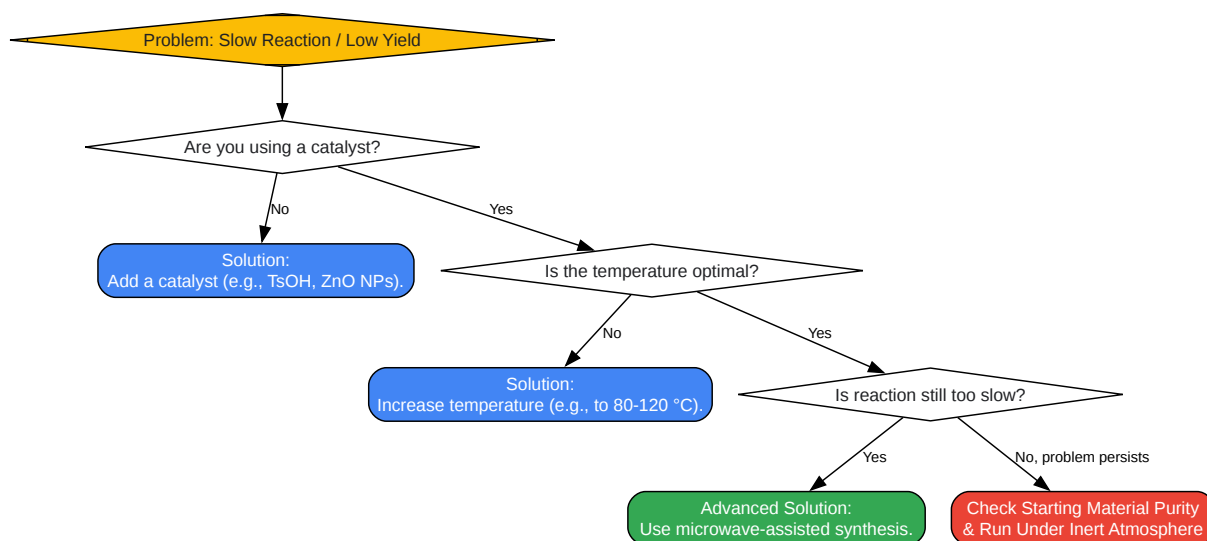 Problem: Slow Reaction / Low Yield
Are you using a catalyst?
No
Yes
Solution:
Add a catalyst (e.g., TsOH, ZnO NPs).
Is the temperature optimal?
No
Yes
Solution:
Increase temperature (e.g., to 80-120 °C).
Is reaction still too slow?
Yes
No, problem persists
Advanced Solution:
Use microwave-assisted synthesis.
Check Starting Material Purity
& Run Under Inert Atmosphere